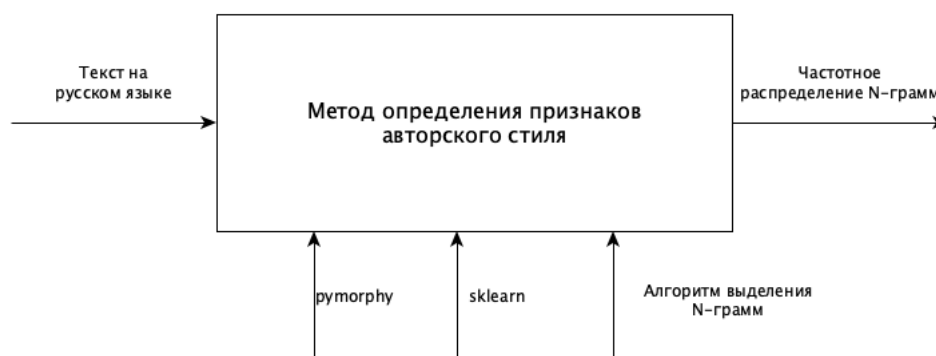 Текст на
русском языке
Метод определения признаков
авторского стиля
Частотное
распределение N-грамм
pymorphy
sklearn
Алгоритм выделения
N-грамм